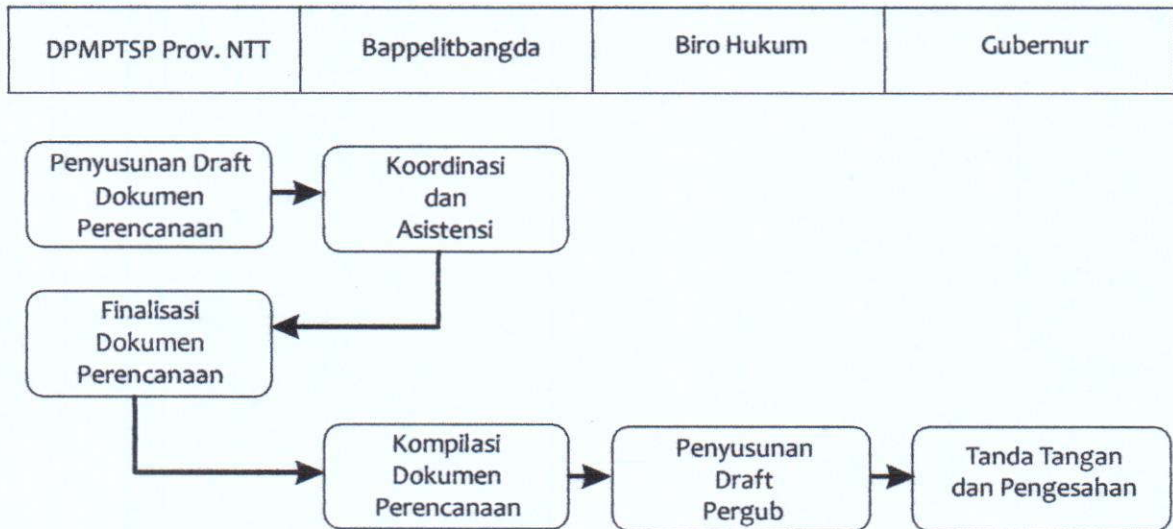 DPMPTSP Prov. NTT
Bappelitbangda
Biro Hukum
Gubernur
Penyusunan Draft
Dokumen
Perencanaan
Koordinasi
dan
Asistensi
Finalisasi
Dokumen
Perencanaan
Kompilasi
Dokumen
Perencanaan
Penyusunan
Draft
Pergub
Tanda Tangan
dan Pengesahan